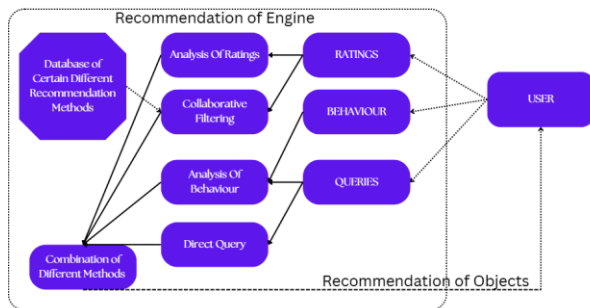 Recommendation of Engine
Database of
Certain Different
Recommendation
Methods
Analysis Of Ratings
RATINGS
Collaborative
Filtering
BEHAVIOUR
USER
Analysis Of
Behaviour
QUERIES
Direct Query
Combination of
Different Methods
Recommendation of Objects